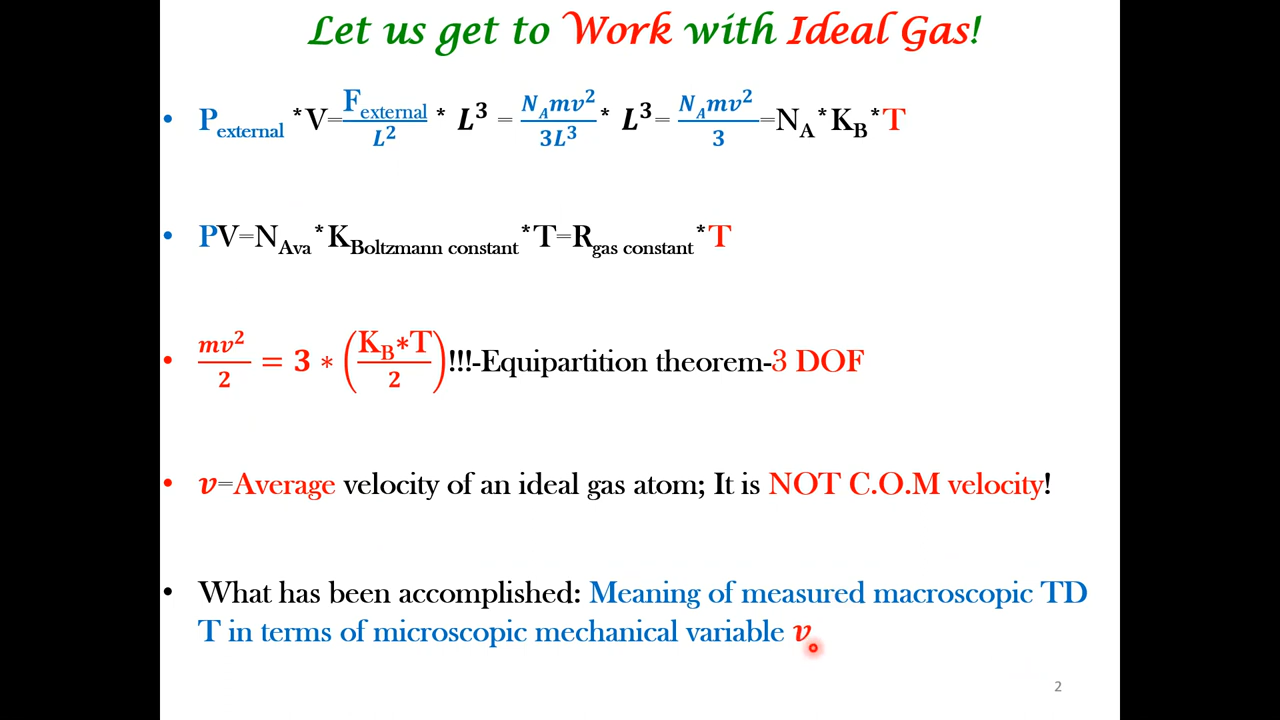 Let us get to Work with Ideal Gas!
• P_external *V=F_external/L² * L³ = N_A mv²/3L³ * L³= N_A mv²/3 =N_A*K_B*T
• PV=N_Ava*K_Boltzmann constant*T=R_gas constant*T
• mv²/2 = 3 ∗ (K_B∗T/2)!!!-Equipartition theorem-3 DOF
• v=Average velocity of an ideal gas atom; It is NOT C.O.M velocity!
• What has been accomplished: Meaning of measured macroscopic TD
T in terms of microscopic mechanical variable v
2